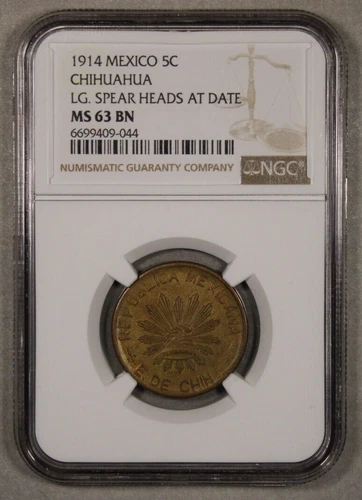 1914 MEXICO 5C
CHIHUAHUA
LG. SPEAR HEADS AT DATE
MS 63 BN
6699409-044
NUMISMATIC GUARANTY COMPANY
NGC®
REPUBLICA MEXICANA
E. DE CHIH.